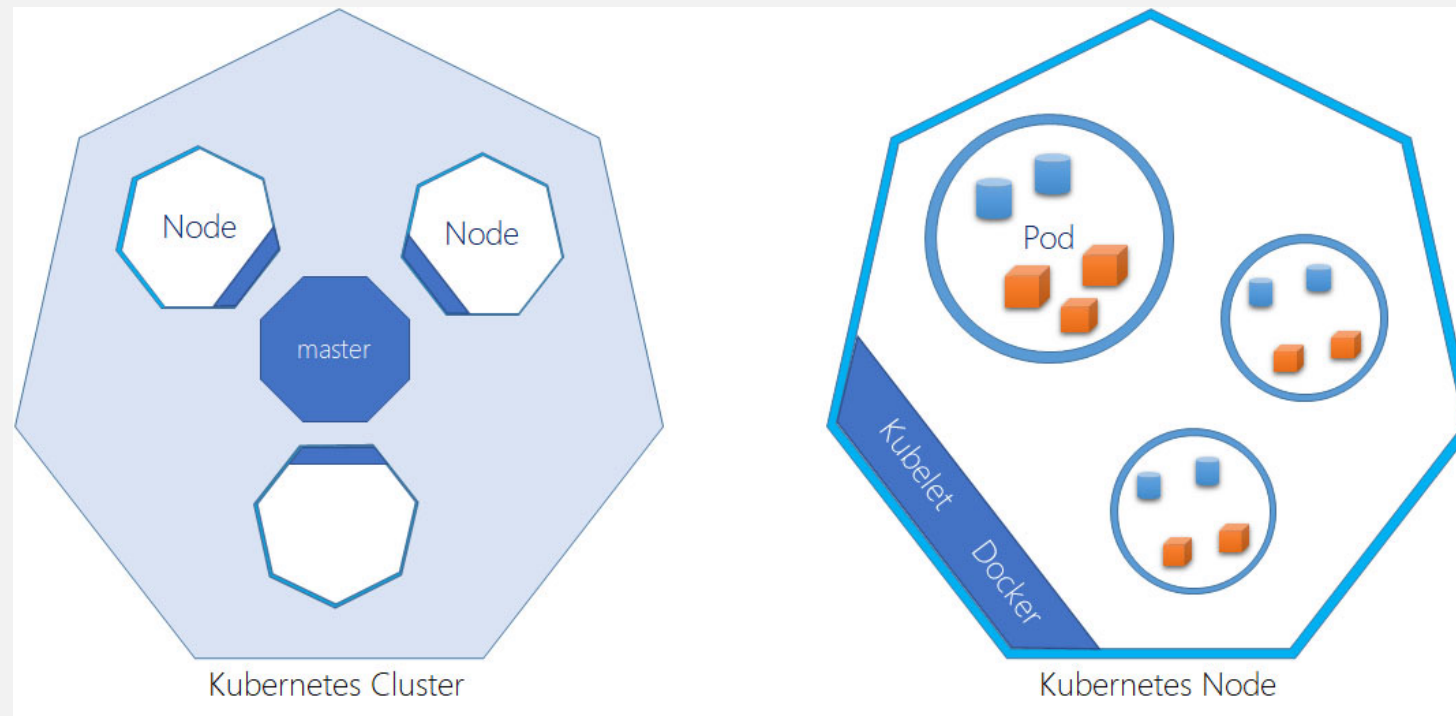 Node
Node
master
Kubernetes Cluster
Pod
Kubelet
Docker
Kubernetes Node